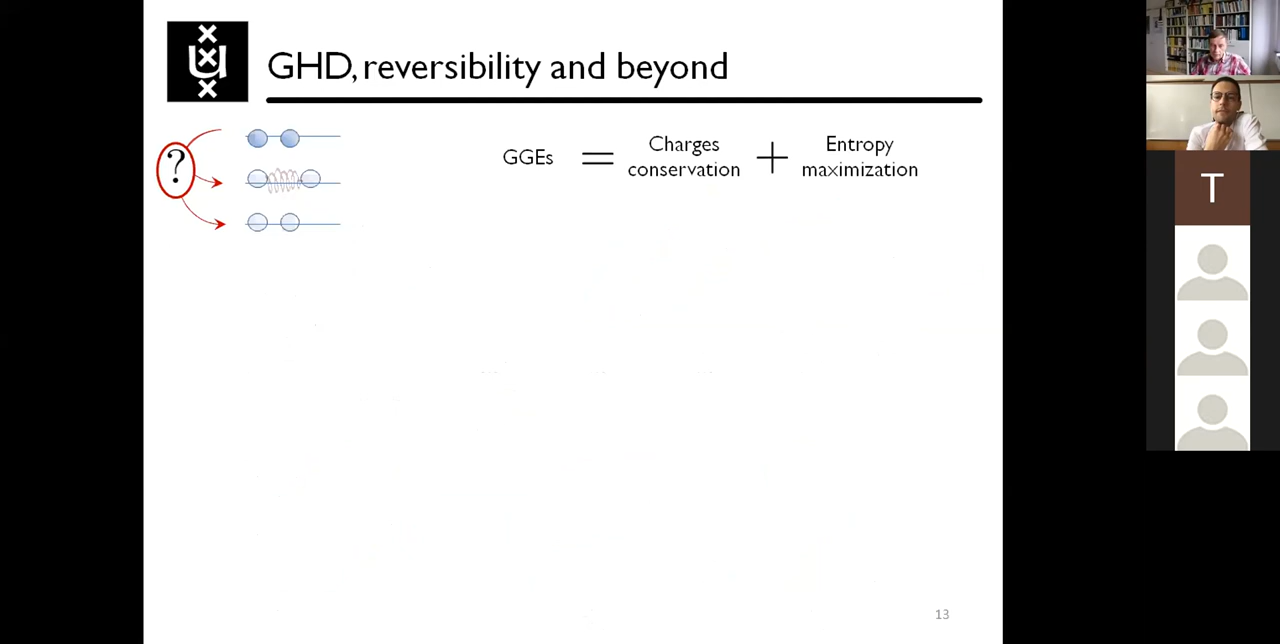 GHD, reversibility and beyond
?
GGEs = Charges conservation + Entropy maximization
T
13